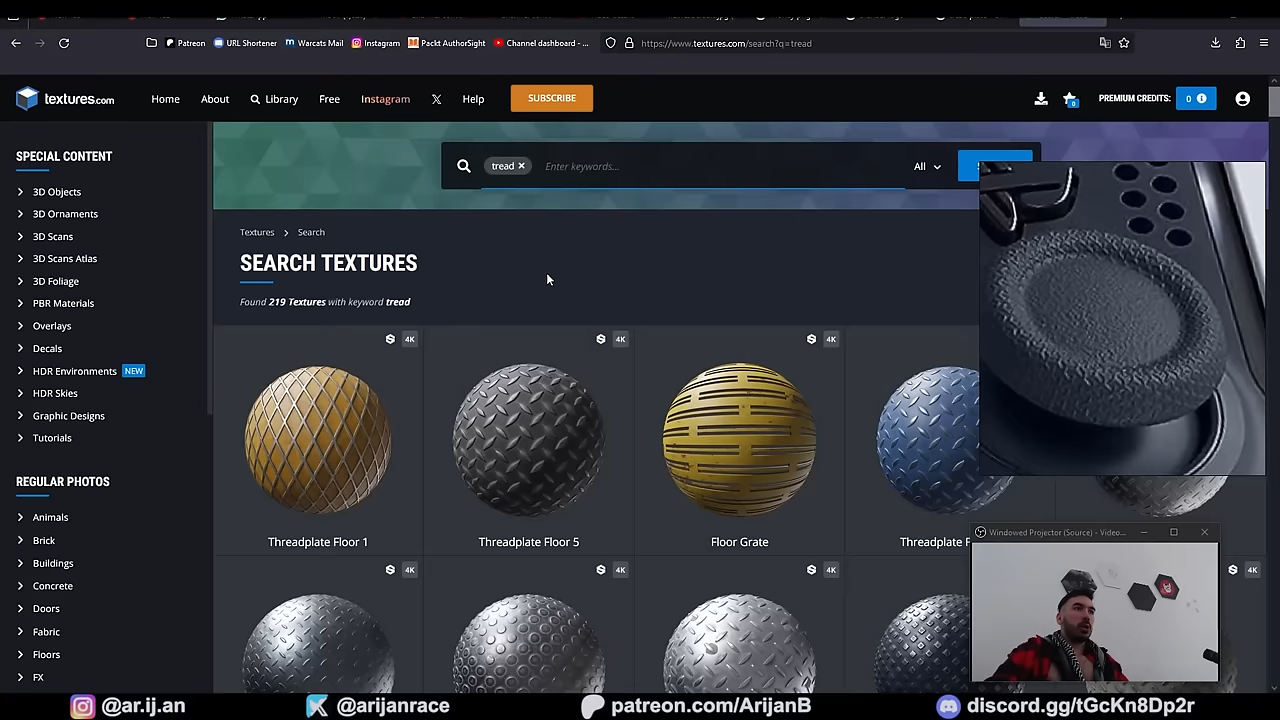 Patreon
URL Shortener
Warcats Mail
Instagram
Packt AuthorSight
Channel dashboard - ...
https://www.textures.com/search?q=tread
textures.com
Home
About
Library
Free
Instagram
Help
SUBSCRIBE
0
PREMIUM CREDITS:
0
SPECIAL CONTENT
3D Objects
3D Ornaments
3D Scans
3D Scans Atlas
3D Foliage
PBR Materials
Overlays
Decals
HDR Environments NEW
HDR Skies
Graphic Designs
Tutorials
REGULAR PHOTOS
Animals
Brick
Buildings
Concrete
Doors
Fabric
Floors
FX
tread
Enter keywords...
All
Textures > Search
SEARCH TEXTURES
Found 219 Textures with keyword tread
4K
4K
4K
Threadplate Floor 1
Threadplate Floor 5
Floor Grate
Threadplate F
4K
4K
4K
4K
Windowed Projector (Source) - Video...
@ar.ij.an
@arijanrace
patreon.com/ArijanB
discord.gg/tGcKn8Dp2r